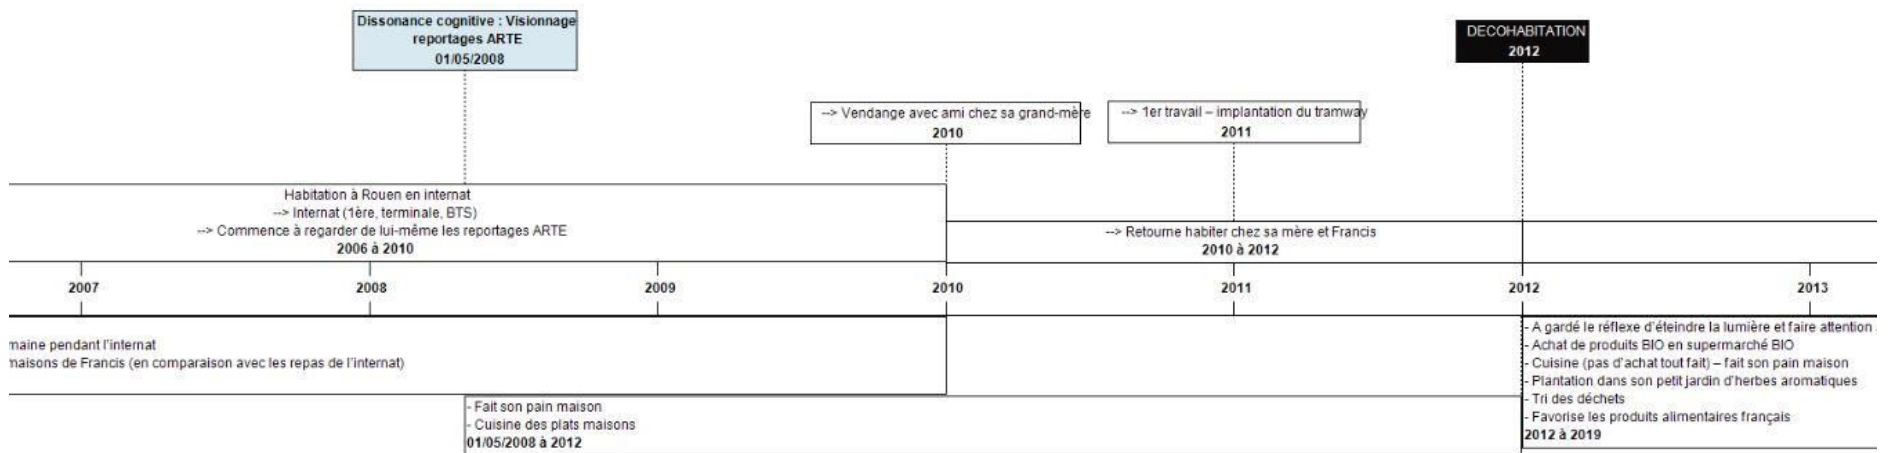 Dissonance cognitive : Visionnage
reportages ARTE
01/05/2008
DECOHABITATION
2012
--> Vendange avec ami chez sa grand-mère
2010
--> 1er travail – implantation du tramway
2011
Habitation à Rouen en internat
--> Internat (1ère, terminale, BTS)
--> Commence à regarder de lui-même les reportages ARTE
2006 à 2010
--> Retourne habiter chez sa mère et Francis
2010 à 2012
2007
2008
2009
2010
2011
2012
2013
maine pendant l'internat
maisons de Francis (en comparaison avec les repas de l'internat)
- Fait son pain maison
- Cuisine des plats maisons
01/05/2008 à 2012
- A gardé le réflexe d'éteindre la lumière et faire attention
- Achat de produits BIO en supermarché BIO
- Cuisine (pas d'achat tout fait) – fait son pain maison
- Plantation dans son petit jardin d'herbes aromatiques
- Tri des déchets
- Favorise les produits alimentaires français
2012 à 2019